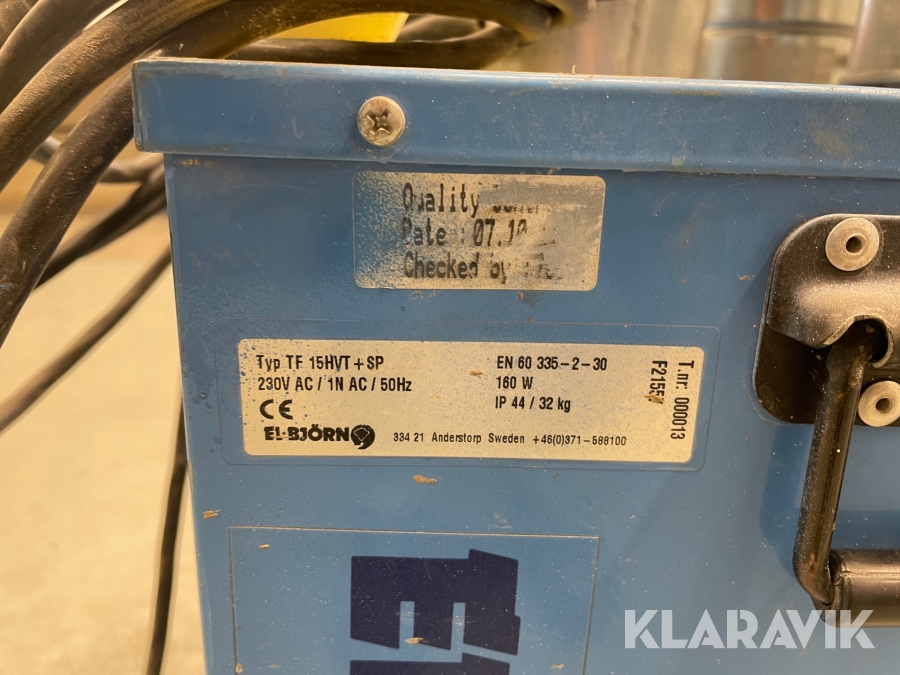 Quality
Date : 07.10
Checked by
Typ TF 15HVT+SP
230V AC / 1N AC / 50Hz
CE
EL-BJÖRN
EN 60 335-2-30
160 W
IP 44 / 32 kg
334 21 Anderstorp Sweden +46(0)371-588100
T.nr. 000013
KLARAVIK